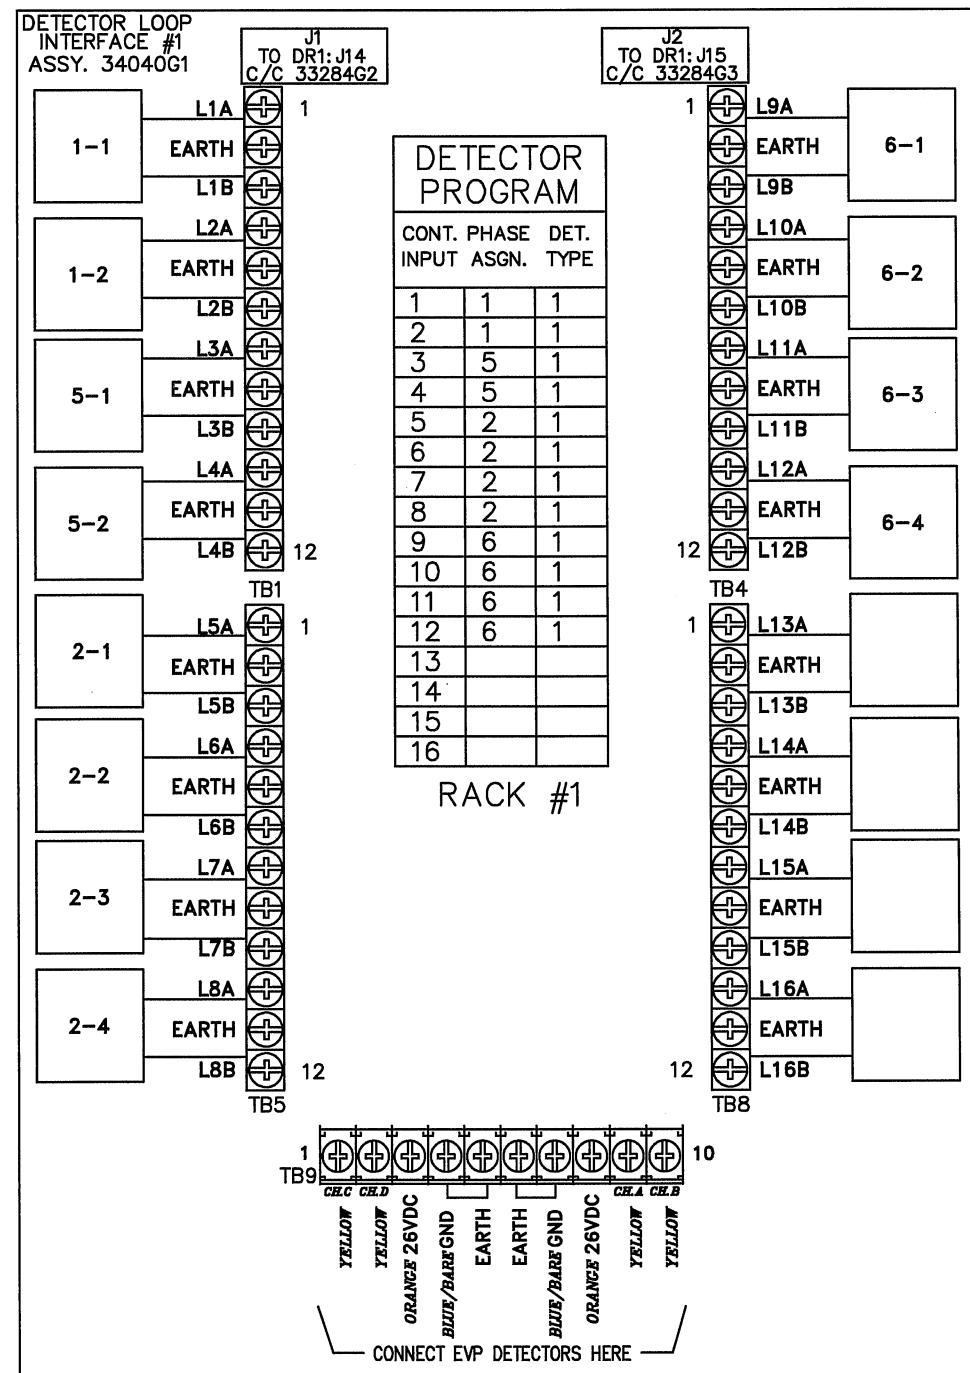 DETECTOR LOOP
INTERFACE #1
ASSY. 34040G1
J1
TO DR1:J14
C/C 33284G2
J2
TO DR1:J15
C/C 33284G3
1-1
L1A
1
EARTH
L1B
1-2
L2A
EARTH
L2B
5-1
L3A
EARTH
L3B
5-2
L4A
EARTH
L4B
12
TB1
2-1
L5A
1
EARTH
L5B
2-2
L6A
EARTH
L6B
2-3
L7A
EARTH
L7B
2-4
L8A
EARTH
L8B
12
TB5
DETECTOR
PROGRAM
CONT. PHASE DET.
INPUT ASGN. TYPE
1 1 1
2 1 1
3 5 1
4 5 1
5 2 1
6 2 1
7 2 1
8 2 1
9 6 1
10 6 1
11 6 1
12 6 1
13
14
15
16
RACK #1
1
L9A
EARTH
6-1
L9B
L10A
EARTH
6-2
L10B
L11A
EARTH
6-3
L11B
L12A
EARTH
6-4
12
L12B
TB4
1
L13A
EARTH
L13B
L14A
EARTH
L14B
L15A
EARTH
L15B
L16A
EARTH
12
L16B
TB8
1
10
TB9
CH.C
CH.D
CH.A
CH.B
YELLOW
YELLOW
ORANGE 26VDC
BLUE/BARE GND
EARTH
EARTH
BLUE/BARE GND
ORANGE 26VDC
YELLOW
YELLOW
CONNECT EVP DETECTORS HERE